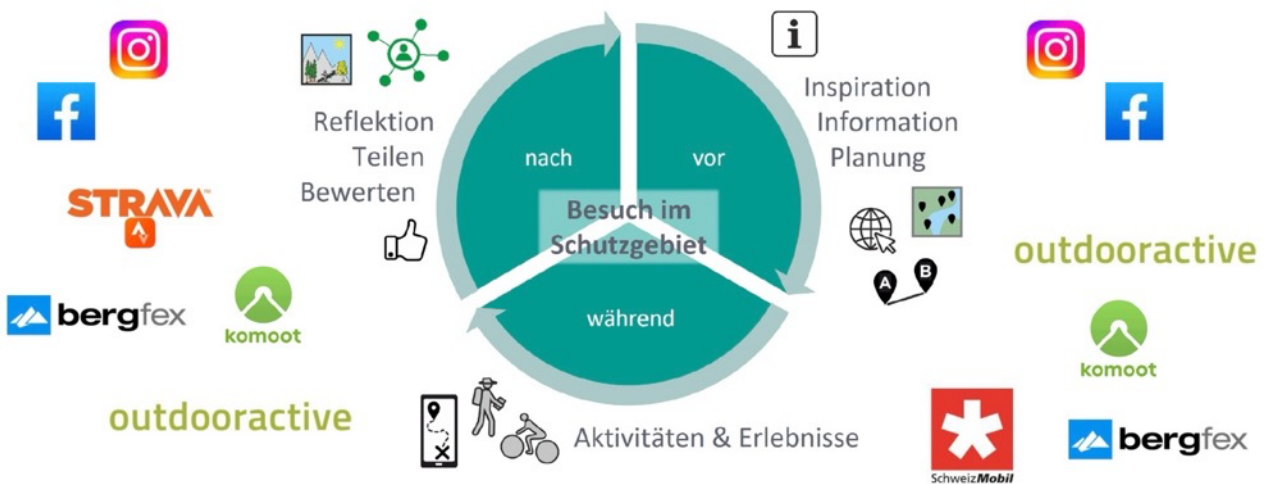 STRAVA™
bergfex
komoot
outdooractive
Reflektion
Teilen
Bewerten
nach
vor
während
Besuch im
Schutzgebiet
i
Inspiration
Information
Planung
A
B
Aktivitäten & Erlebnisse
outdooractive
komoot
SchweizMobil
bergfex